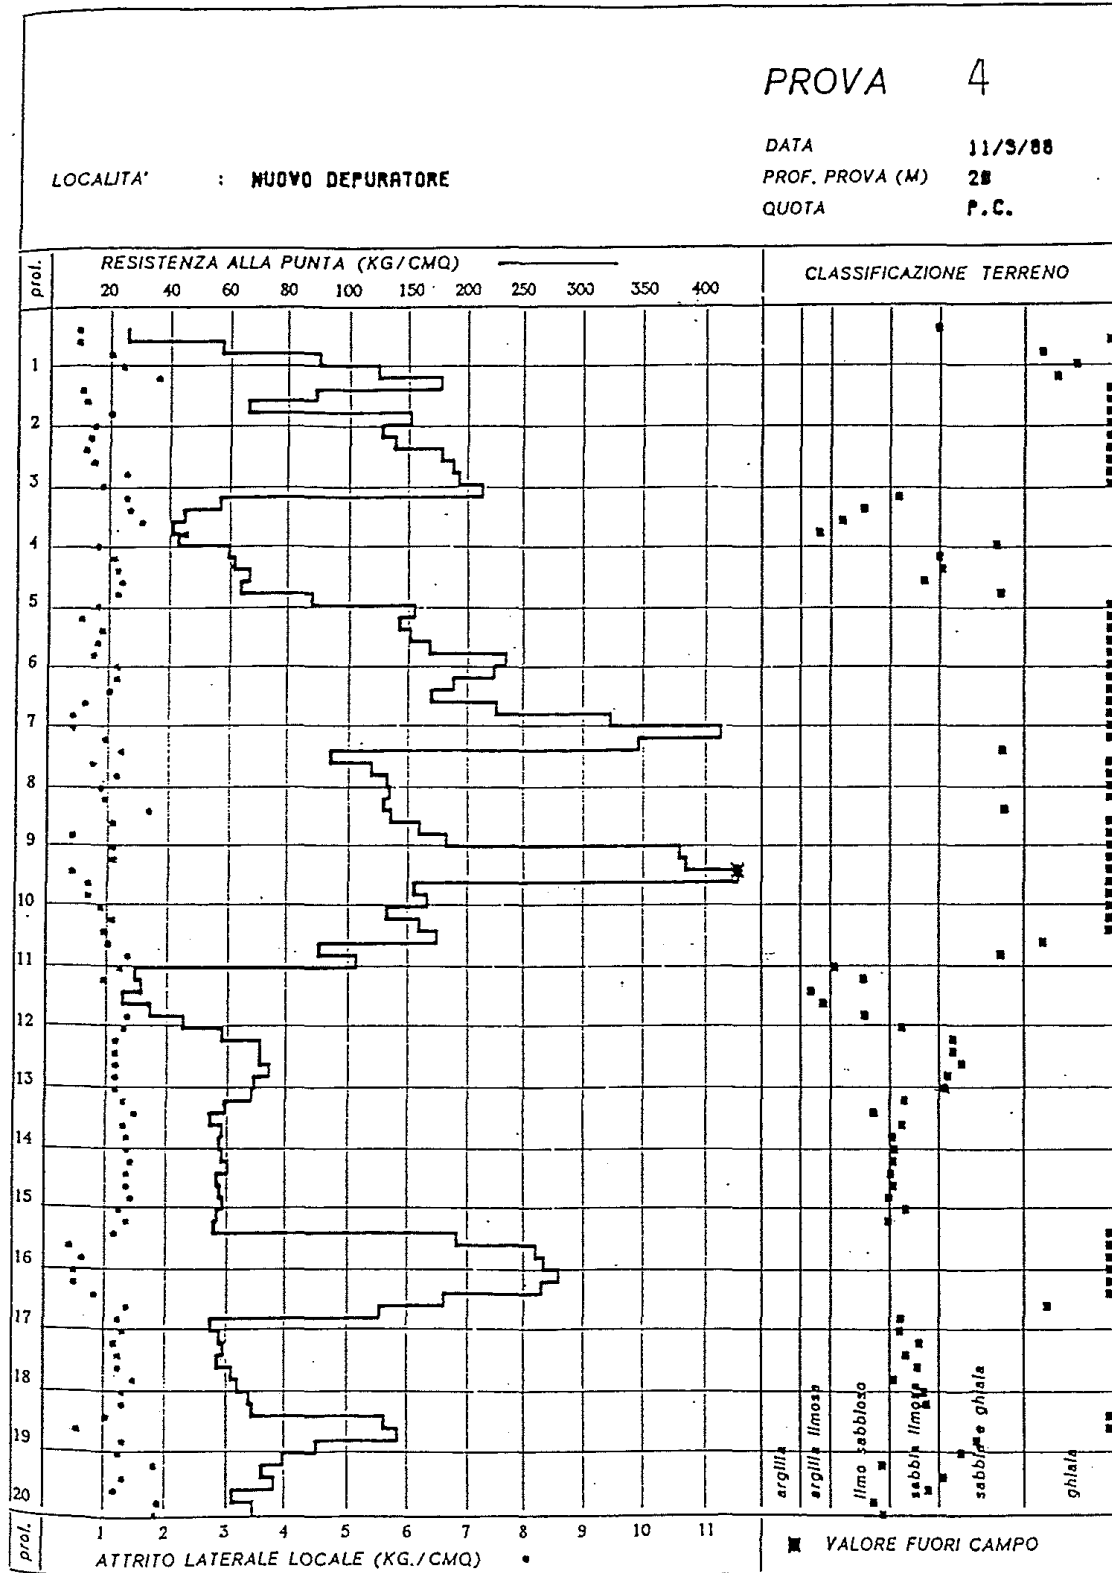 PROVA 4
DATA 11/3/88
LOCALITA' : NUOVO DEPURATORE
PROF. PROVA (M) 20
QUOTA P.C.
prof.
RESISTENZA ALLA PUNTA (KG/CMQ)
CLASSIFICAZIONE TERRENO
20 40 60 80 100 150 200 250 300 350 400
1
2
3
4
5
6
7
8
9
10
11
12
13
14
15
16
17
18
19
20
argilla
argilla limosa
limo sabbioso
sabbia limosa
sabbia e ghiaia
ghiaia
prof.
1 2 3 4 5 6 7 8 9 10 11
ATTRITO LATERALE LOCALE (KG./CMQ)
VALORE FUORI CAMPO